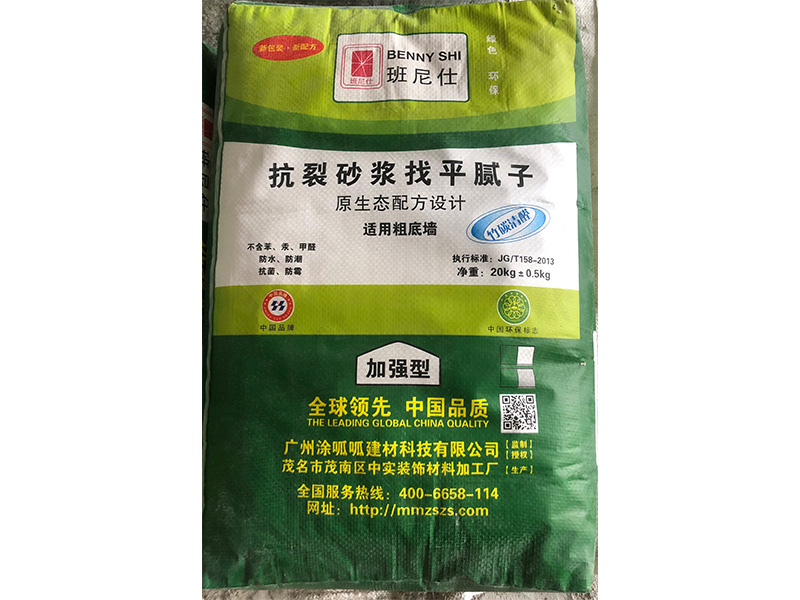 新包装·新配方
BENNY SHI
班尼仕
班尼仕
绿色 环保
抗裂砂浆找平腻子
原生态配方设计
适用粗底墙
竹碳清醛
不含苯、汞、甲醛
防水、防潮
抗菌、防霉
执行标准：JG/T158-2013
净重：20kg±0.5kg
中国品牌
中国环保标志
加强型
全球领先 中国品质
THE LEADING GLOBAL CHINA QUALITY
广州涂呱呱建材科技有限公司【监制】【授权】
茂名市茂南区中实装饰材料加工厂【生产】
全国服务热线：400-6658-114
网址：http://mmzszs.com